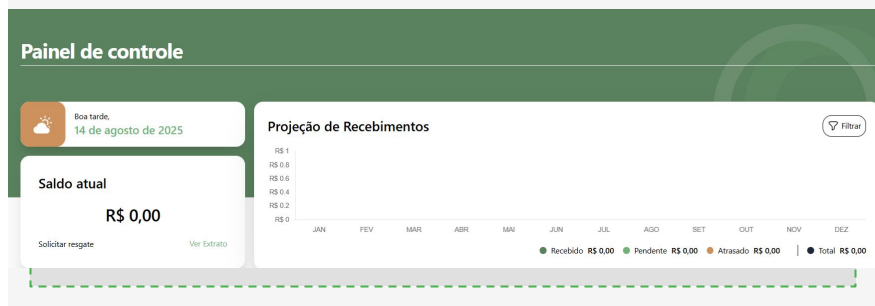 Painel de controle
Boa tarde,
14 de agosto de 2025
Saldo atual
R$ 0,00
Solicitar resgate Ver Extrato
Projeção de Recebimentos
Filtrar
R$ 1
R$ 0.8
R$ 0.6
R$ 0.4
R$ 0.2
R$ 0
JAN FEV MAR ABR MAI JUN JUL AGO SET OUT NOV DEZ
Recebido R$ 0,00 Pendente R$ 0,00 Atrasado R$ 0,00 Total R$ 0,00